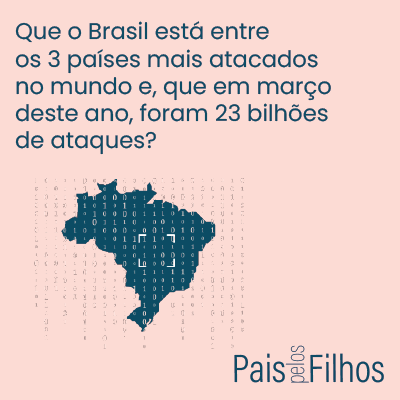 Que o Brasil está entre
os 3 países mais atacados
no mundo e, que em março
deste ano, foram 23 bilhões
de ataques?
Pais pelos Filhos